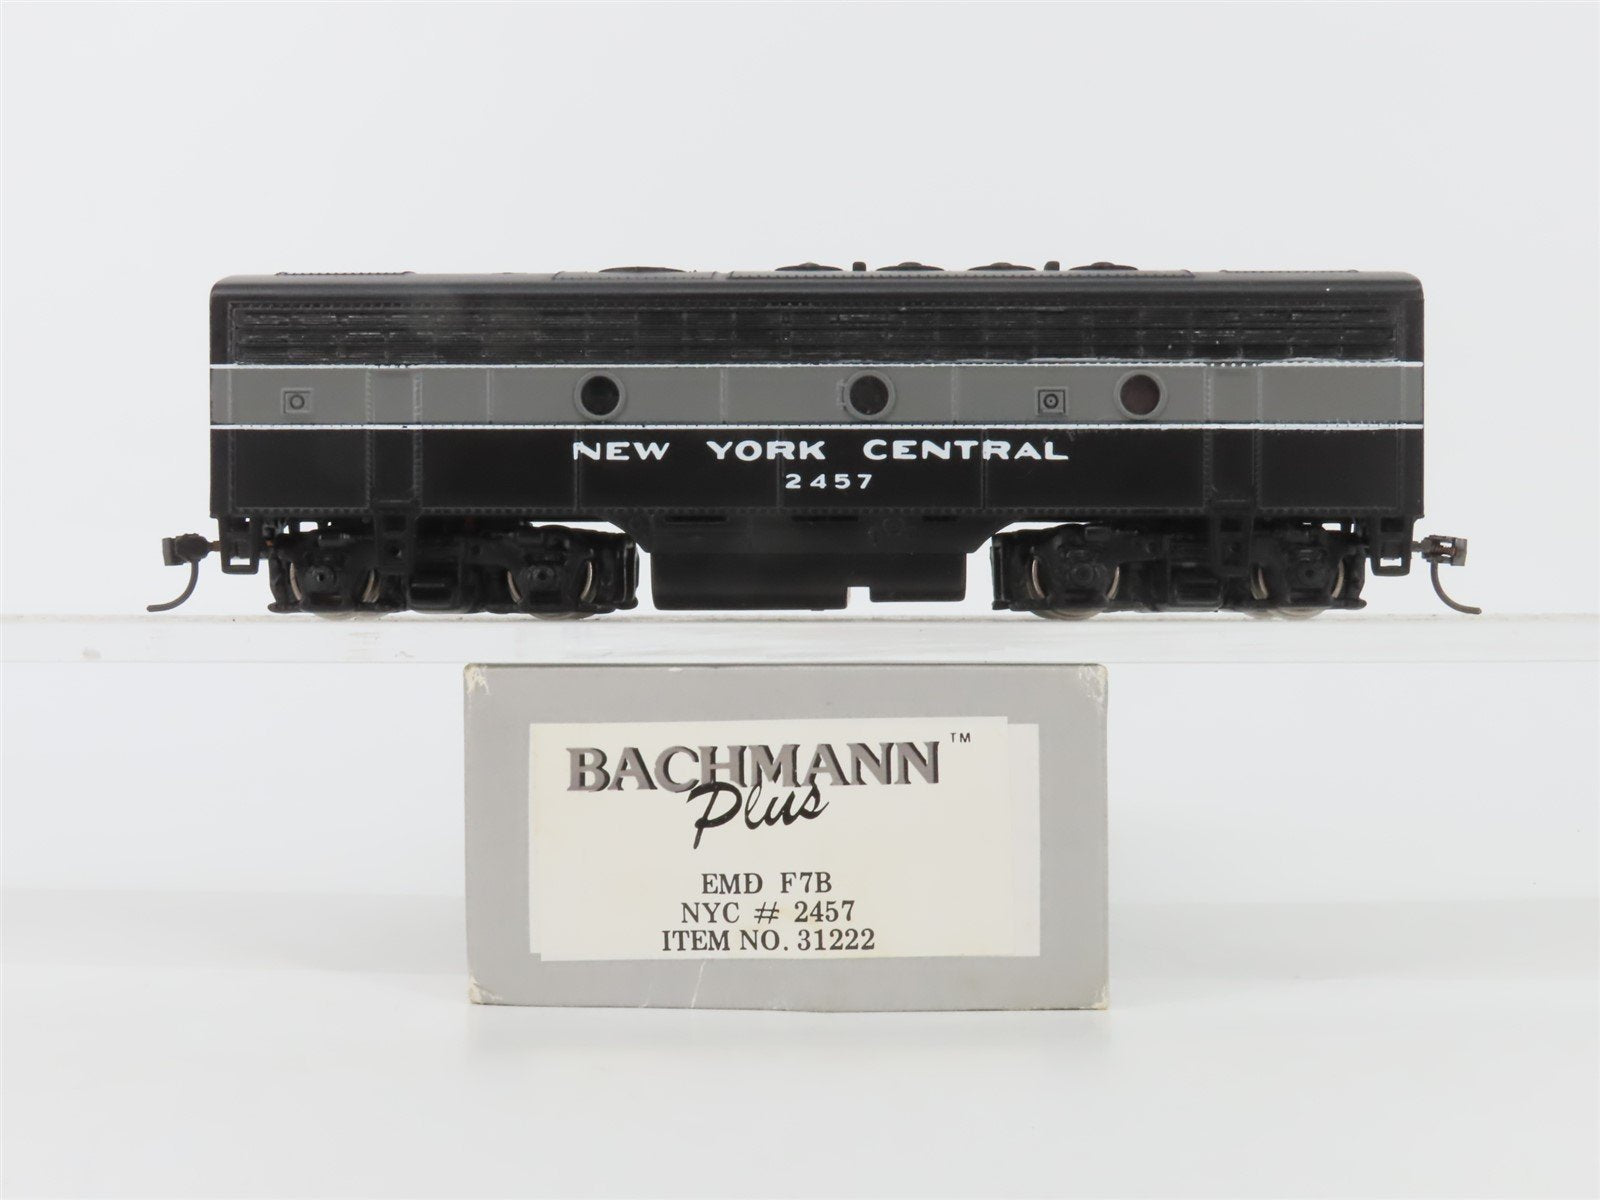 NEW YORK CENTRAL
2457
BACHMANN™
Plus
EMD F7B
NYC # 2457
ITEM NO. 31222